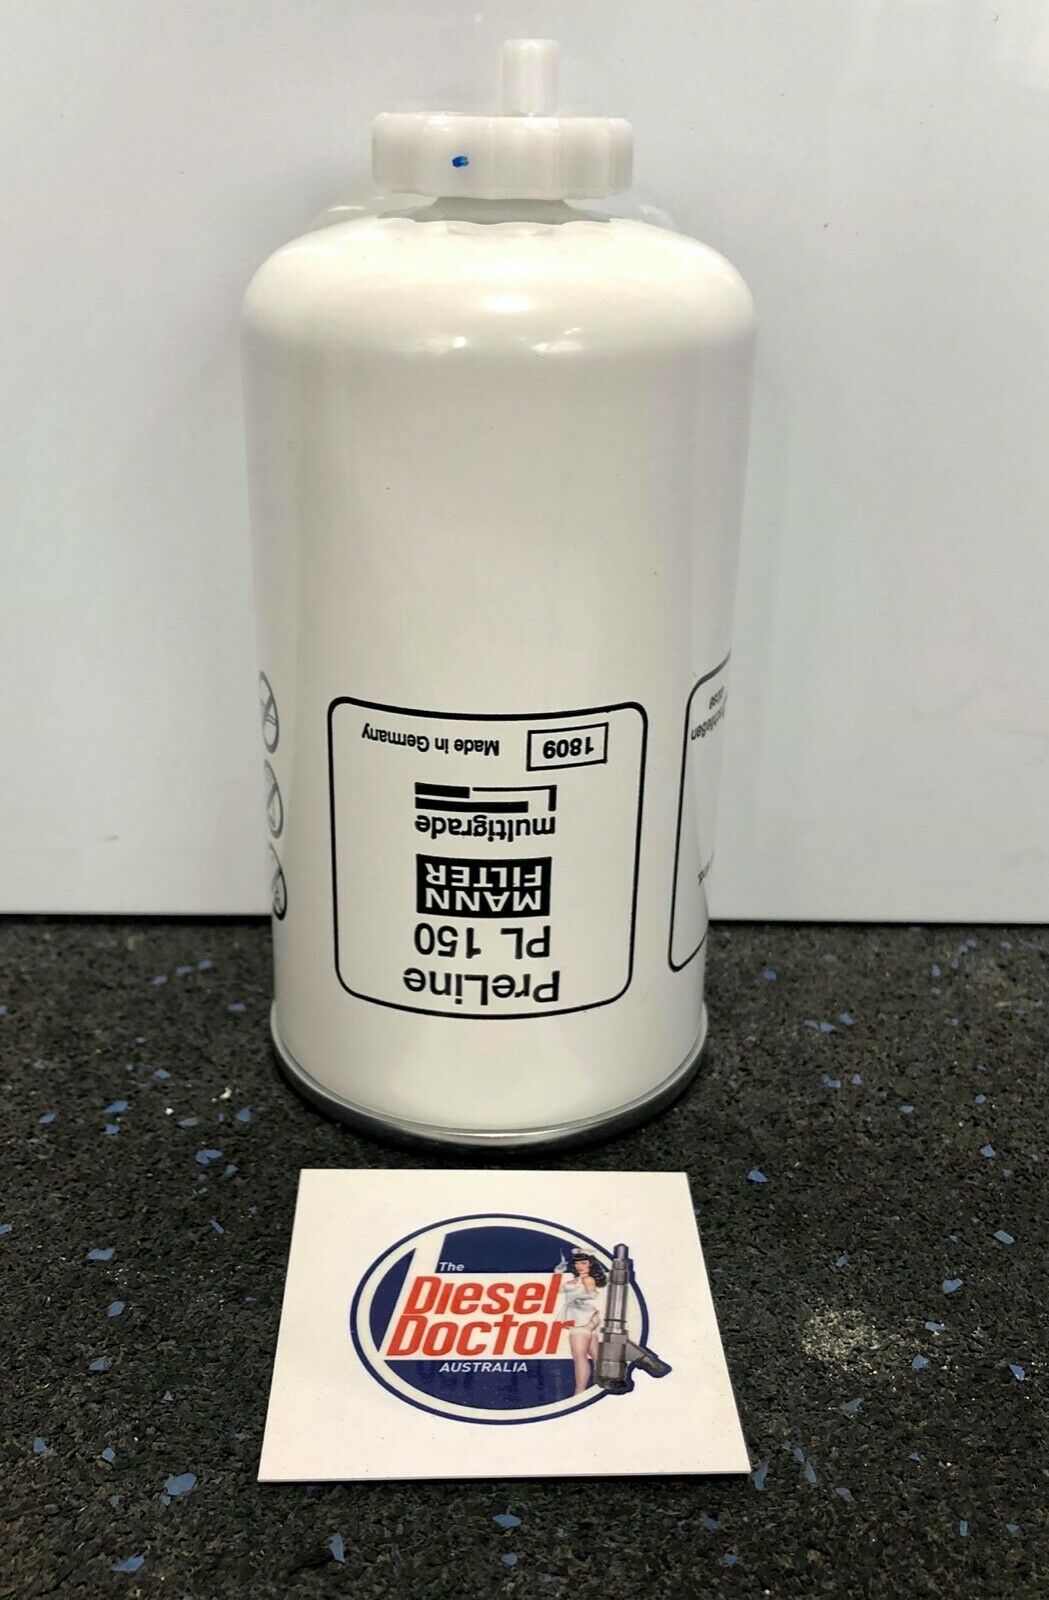 PreLine
PL 150
MANN
FILTER
multigrade
1809 Made in Germany
The
Diesel
Doctor
AUSTRALIA